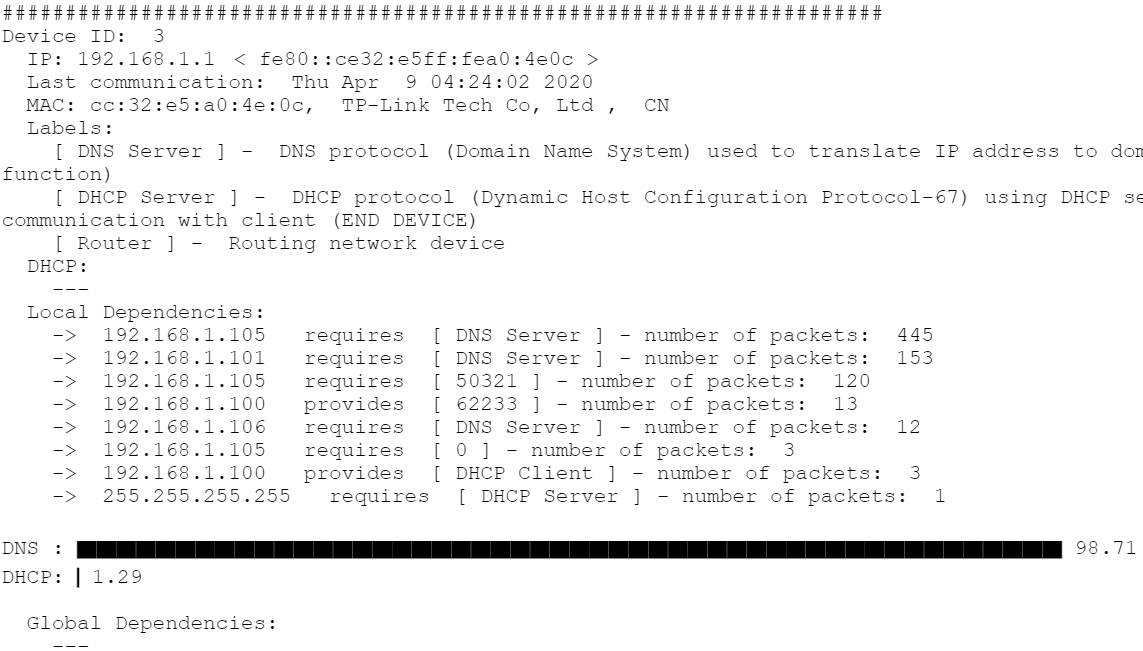 ######################################################################
Device ID:  3
  IP: 192.168.1.1 < fe80::ce32:e5ff:fea0:4e0c >
  Last communication:  Thu Apr  9 04:24:02 2020
  MAC: cc:32:e5:a0:4e:0c,  TP-Link Tech Co, Ltd ,  CN
  Labels:
    [ DNS Server ] -  DNS protocol (Domain Name System) used to translate IP address to
function)
    [ DHCP Server ] -  DHCP protocol (Dynamic Host Configuration Protocol-67) using DHCP
communication with client (END DEVICE)
    [ Router ] -  Routing network device
  DHCP:
    ---
  Local Dependencies:
    ->  192.168.1.105   requires  [ DNS Server ] - number of packets:  445
    ->  192.168.1.101   requires  [ DNS Server ] - number of packets:  153
    ->  192.168.1.105   requires  [ 50321 ] - number of packets:  120
    ->  192.168.1.100   provides  [ 62233 ] - number of packets:  13
    ->  192.168.1.106   requires  [ DNS Server ] - number of packets:  12
    ->  192.168.1.105   requires  [ 0 ] - number of packets:  3
    ->  192.168.1.100   provides  [ DHCP Client ] - number of packets:  3
    ->  255.255.255.255   requires  [ DHCP Server ] - number of packets:  1
DNS : 98.71
DHCP: 1.29
  Global Dependencies:
    ---